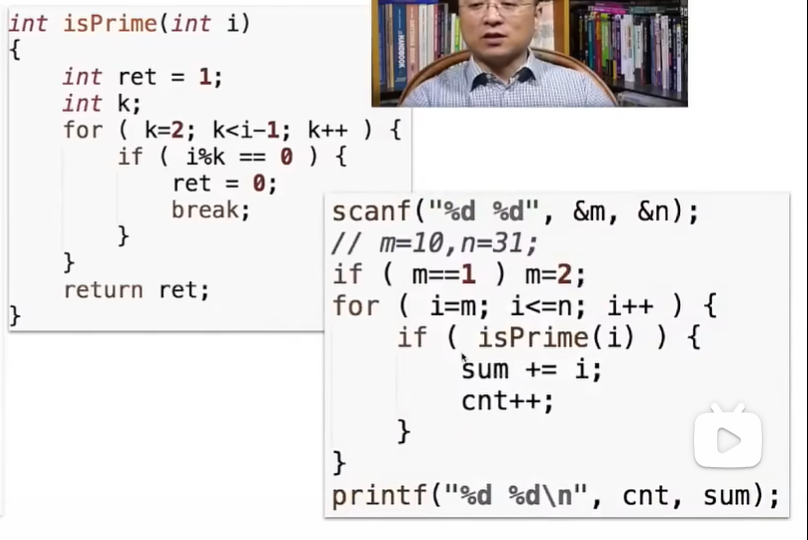 int isPrime(int i)
{
    int ret = 1;
    int k;
    for ( k=2; k<i-1; k++ ) {
        if ( i%k == 0 ) {
            ret = 0;
            break;
        }
    }
    return ret;
}
scanf("%d %d", &m, &n);
// m=10,n=31;
if ( m==1 ) m=2;
for ( i=m; i<=n; i++ ) {
    if ( isPrime(i) ) {
        sum += i;
        cnt++;
    }
}
printf("%d %d\n", cnt, sum);
HANDBOOK